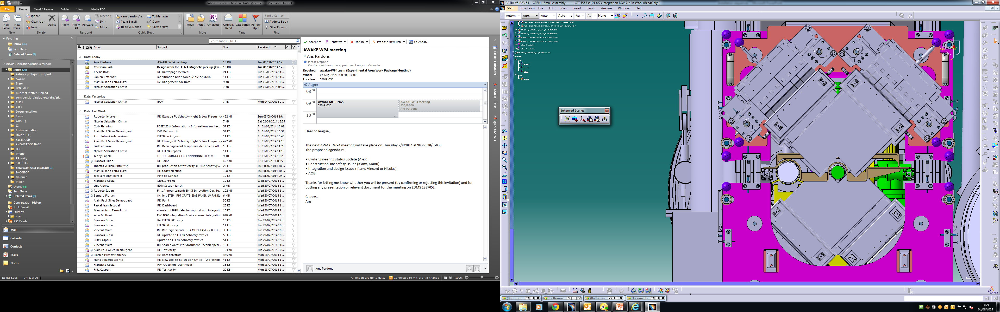 Inbox - nicolas.sebastien.chritin@cern.ch - Microsoft Outlook
File Home Send / Receive Folder View Adobe PDF
New E-mail
New Items
Ignore
Clean Up
Junk
Delete
Reply
Reply All
Forward
Meeting
IM
More
cern pension/m...
Team E-mail
Reply & Delete
To Manager
Done
Create New
Move
Rules
OneNote
Unread/ Read
Categorize
Follow Up
Find a Contact
Address Book
Filter E-mail
New Delete Respond Quick Steps Move Tags Find
Favorites
Inbox (26)
Sent Items
Deleted Items (8)
nicolas.sebastien.chritin@cern.ch
Inbox (26)
Astuces pratiques support
Awake
Biere
BOOSTER
Buncher Steffen/Ahmed
cern pension/maladie/salaire/ert...
CLIC1
CTF3
Documentation
Elena
GRACQ
IC
Instrumentation
Isolde RFQ
Kayak club
kNOWLEDGE BASE
LHC
Phone
PS cavity
SKI CLUB
Smarteam User Interface (1)
TAC/NTOF
trainnee
Victor
Drafts [55]
Sent Items
Deleted Items (8)
Conversation History
Junk E-mail
Outbox
mail
RSS Feeds
Mail
Calendar
Contacts
Tasks
Notes
Items: 5,026 Unread: 26
Search Inbox (Ctrl+E)
From Subject Size Received C...
Date: Today
Ans Pardons AWAKE WP4 meeting 15 KB Tue 05/08/2014 12...
Christian Carli Design work for ELENA Magnetic pick-up [Fw... 13 KB Tue 05/08/2014 12...
Cecilia Rossi RE: Rattrapage mercredi 24 KB Tue 05/08/2014 11:...
Fabien Cottenot modification bride conique pleine Ø206 11 KB Tue 05/08/2014 11:...
Massimiliano Ferro-Luzzi Re: Rangement doc BGV 9 KB Tue 05/08/2014 10:...
Nicolas Sebastien Chritin 7 KB Tue 05/08/2014 04:...
Date: Yesterday
Nicolas Sebastien Chritin BGV 7 KB Mon 04/08/2014 2...
Date: Last Week
Roberto Kersevan RE: Etuvage PU Schottky Hight & Low Frequency 422 KB Sun 03/08/2014 19:...
Nicolas Sebastien Chritin 7 KB Sat 02/08/2014 15:39
Ccrb Planning LD2IC 2014 Information / Informations sur l'ex... 57 KB Fri 01/08/2014 18:07
Alain Paul Gilles Demougeot FW: Belows info 52 KB Fri 01/08/2014 15:52
Antti Juhani Kolehmainen ELENA in August 14 KB Fri 01/08/2014 15:43
Alain Paul Gilles Demougeot RE: Etuvage PU Schottky Hight & Low Frequency 422 KB Fri 01/08/2014 14:10
Ludovic Favre RE: Demenagement temporaire de Fabien Cott... 15 KB Fri 01/08/2014 11:26
Nicolas Sebastien Chritin RE: ELENA reports 11 KB Fri 01/08/2014 11:18
Teddy Capelli UUUURRRRGGGGEEEENNNNNNNTTTT !!!!!!!! 9 KB Fri 01/08/2014 10:20
Francois Pillon RE: Joint 497 KB Fri 01/08/2014 09:50
Thomas William Birtwistle RE: production of test cavity (ELENA Schottky ... 23 KB Thu 31/07/2014 18:...
Massimiliano Ferro-Luzzi RE: today meeting 128 KB Thu 31/07/2014 10:...
cecilia.rossi@libero.it Fete de Geneve 19 KB Thu 31/07/2014 09:...
Francisco Costa ST0617736_01 10 KB Wed 30/07/2014 1...
Luis Alberty EDM Section lunch 2 MB Wed 30/07/2014 1...
Roberto Saban First Announcement: EN-KT Innovation Day, Tu... 102 KB Wed 30/07/2014 1...
Bernard Florian fichiers STEP - RPT CRATE_BIAS PANEL_LV PANEL 6 MB Wed 30/07/2014 1...
Alain Paul Gilles Demougeot RE: Point 30 KB Wed 30/07/2014 1...
Pascal Jean Secouet RE: Dashboard 26 KB Wed 30/07/2014 1...
Massimiliano Ferro-Luzzi minutes of BGV detector support and integrati... 10 KB Wed 30/07/2014 1...
Yvon Muttoni FW: BGV integration & wire scanner integratio... 628 KB Wed 30/07/2014 0...
Francois Butin Re: ELENA RF cavity 13 KB Tue 29/07/2014 19:...
Francois Butin ELENA RF cavity 11 KB Tue 29/07/2014 16:...
Vincent Maire RE: Renseignements , DECOUPE LASER / JET D'... 36 KB Tue 29/07/2014 16:...
Francois Butin RE: update on ELENA Schottky cavities 58 KB Tue 29/07/2014 16:...
Fritz Caspers update on ELENA Schottky cavities 54 KB Tue 29/07/2014 15:...
Vincent Maire RE: Shared Access for document: Technic speci... 15 KB Tue 29/07/2014 11:...
Alain Paul Gilles Demougeot RE: Test cavity 103 KB Tue 29/07/2014 10:...
Plamen Hristov Hopchev Re: BGV detectors 385 KB Mon 28/07/2014 1...
Nuria Valverde Alonso RE: New Job BE-BI: Design Office + Workshop 41 KB Mon 28/07/2014 1...
Francisco Costa FW: Question "User needs" 15 KB Mon 28/07/2014 1...
Fritz Caspers RE: Test cavity 20 KB Mon 28/07/2014 1...
Accept Tentative Decline Propose New Time Calendar...
AWAKE WP4 meeting
Ans Pardons
Please respond.
Conflicts with another appointment on your Calendar.
Required: awake-WP4team (Experimental Area Work Package Meeting)
When: 07 August 2014 09:00-10:00
Location: 530/R-030
07 August
08 00
09 00
10 00
AWAKE MEETINGS
530-R-030
AWAKE WP4 meeting
530/R-030
Ans Pardons
Dear colleague,
The next AWAKE WP4 meeting will take place on Thursday 7/8/2014 at 9h in 530/R-030.
The proposed agenda is:
• Civil engineering status update (Alex)
• Construction site safety issues (if any, Manu)
• Integration and design issues (if any, Vincent or Nicolas)
• AOB
Thanks for letting me know whether you will be present (by confirming or rejecting this invitation) and for
putting any presentation or relevant document for the meeting on EDMS 1397051.
Cheers,
Ans
Ans Pardons
All folders are up to date. Connected to Microsoft Exchange 100%
14:00: CHRISTIANE
Today: 0 Tasks
Quick Contacts
CATIA V5 R23 64 - CERN : Small Assembly - - - [ST0556334_01 a.03 Integration BGV 7L4 In Work (ReadOnly) ]
Start SmarTeam File Edit View Insert Tools Analyze Window Help
Autom. Auto Auto Auto Aut Aut None
Enhanced Scenes
(Bottom-u... (Bottom-u... (Bottom-u... Documents
CATIA
14:24
05/08/2014